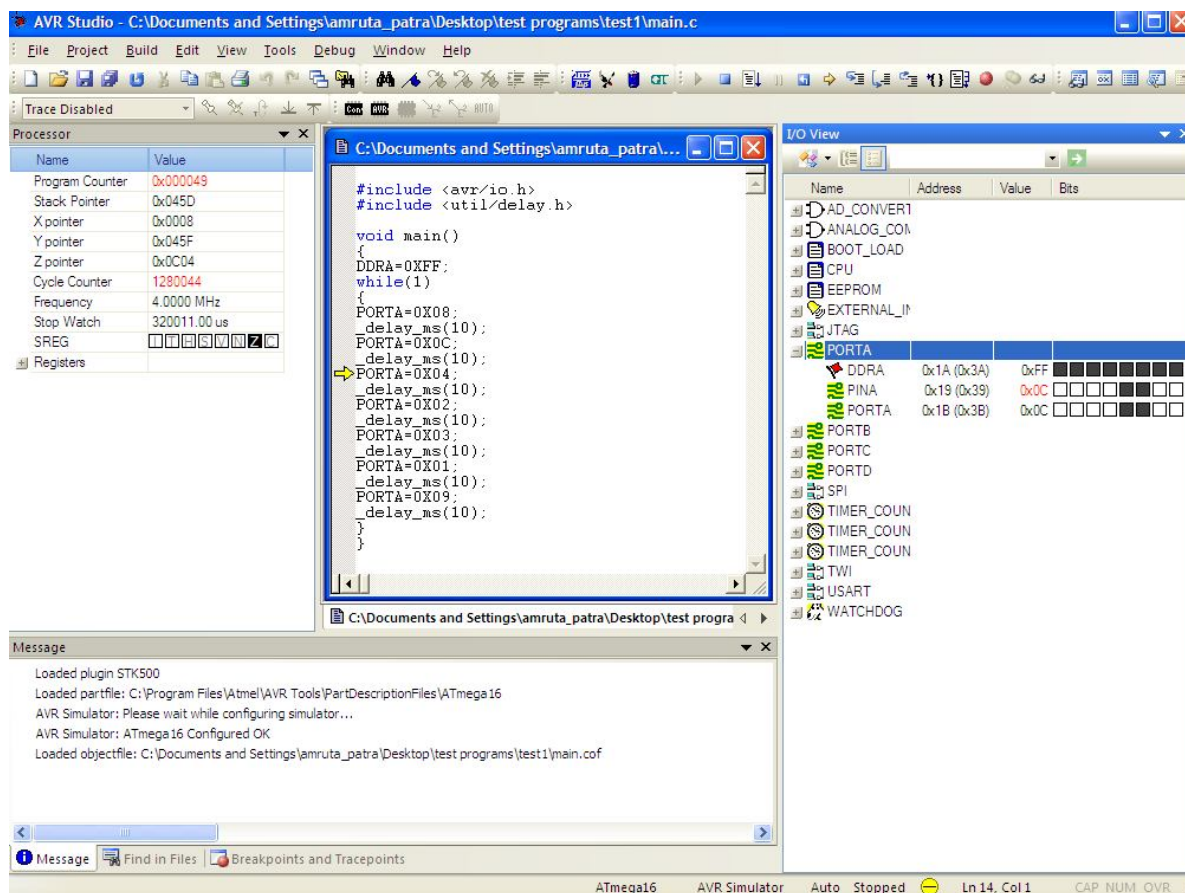 AVR Studio - C:\Documents and Settings\amruta_patra\Desktop\test programs\test1\main.c
File Project Build Edit View Tools Debug Window Help
Trace Disabled
Con AVR AUTO
Processor
Name Value
Program Counter 0x000049
Stack Pointer 0x045D
X pointer 0x0008
Y pointer 0x045F
Z pointer 0x0C04
Cycle Counter 1280044
Frequency 4.0000 MHz
Stop Watch 320011.00 us
SREG I T H S V N Z C
Registers
C:\Documents and Settings\amruta_patra\...
#include <avr/io.h>
#include <util/delay.h>
void main()
{
DDRA=0XFF;
while(1)
{
PORTA=0X08;
_delay_ms(10);
PORTA=0X0C;
_delay_ms(10);
PORTA=0X04;
_delay_ms(10);
PORTA=0X02;
_delay_ms(10);
PORTA=0X03;
_delay_ms(10);
PORTA=0X01;
_delay_ms(10);
PORTA=0X09;
_delay_ms(10);
}
}
C:\Documents and Settings\amruta_patra\Desktop\test progra
I/O View
Name Address Value Bits
AD_CONVERT
ANALOG_COM
BOOT_LOAD
CPU
EEPROM
EXTERNAL_IN
JTAG
PORTA
DDRA 0x1A (0x3A) 0xFF
PINA 0x19 (0x39) 0x0C
PORTA 0x1B (0x3B) 0x0C
PORTB
PORTC
PORTD
SPI
TIMER_COUN
TIMER_COUN
TIMER_COUN
TWI
USART
WATCHDOG
Message
Loaded plugin STK500
Loaded partfile: C:\Program Files\Atmel\AVR Tools\PartDescriptionFiles\ATmega16
AVR Simulator: Please wait while configuring simulator...
AVR Simulator: ATmega16 Configured OK
Loaded objectfile: C:\Documents and Settings\amruta_patra\Desktop\test programs\test1\main.cof
Message Find in Files Breakpoints and Tracepoints
ATmega16 AVR Simulator Auto Stopped Ln 14, Col 1 CAP NUM OVR